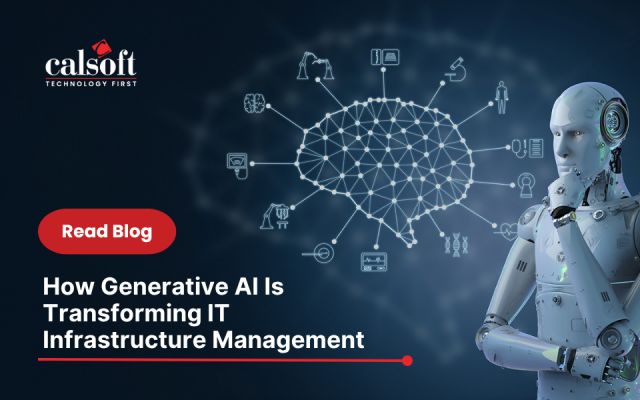 calsoft
TECHNOLOGY FIRST
Read Blog
How Generative AI Is
Transforming IT
Infrastructure Management